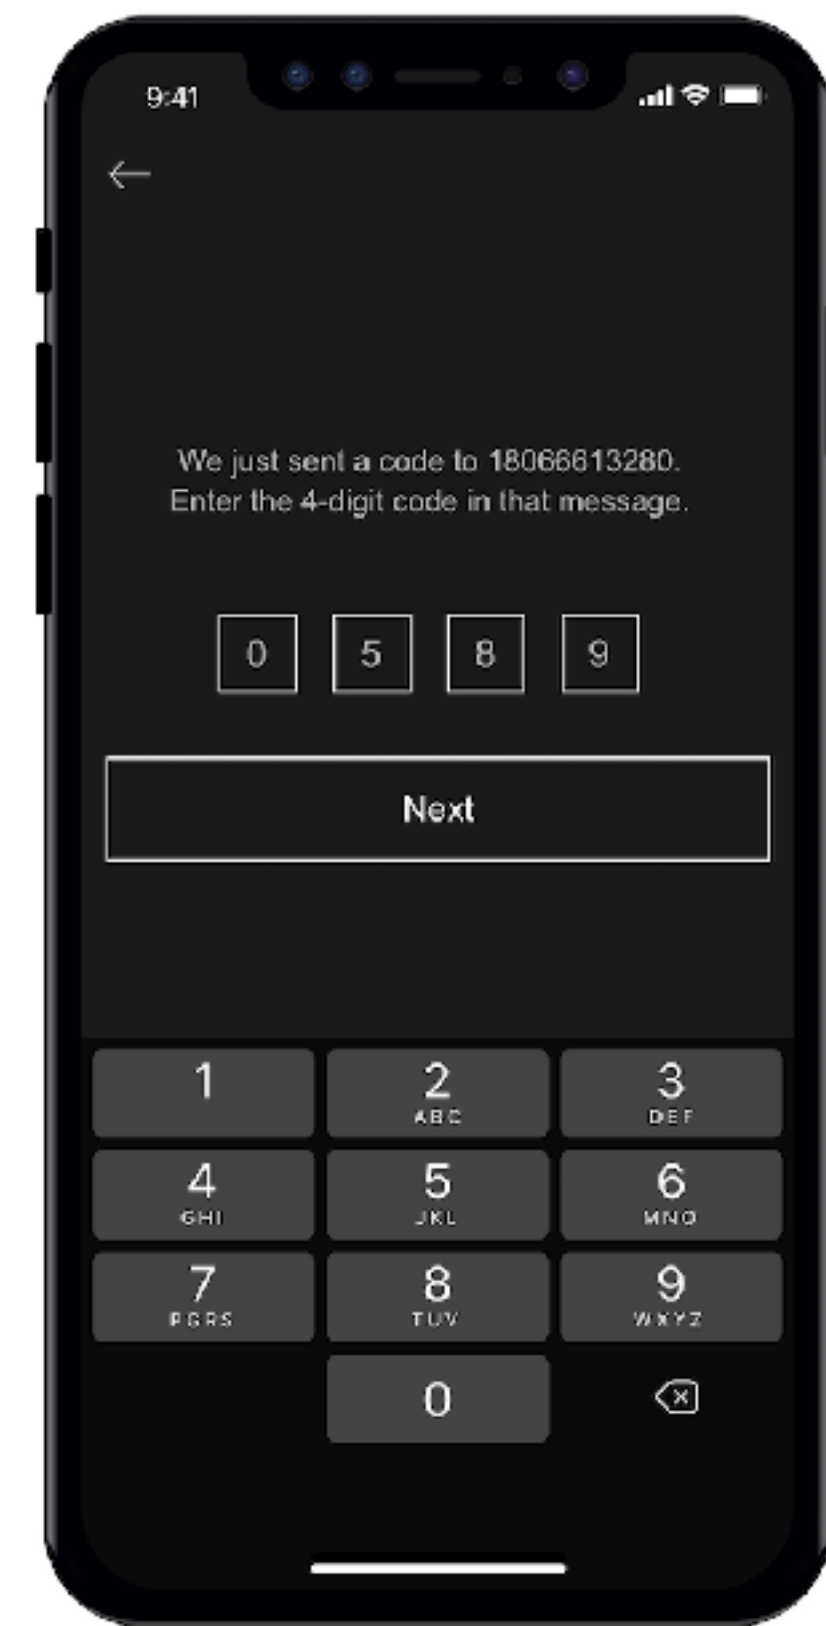 9:41
We just sent a code to 18066613280.
Enter the 4-digit code in that message.
0 5 8 9
Next
1 2 3
ABC DEF
4 5 6
GHI JKL MNO
7 8 9
PGRS TUV WXYZ
0